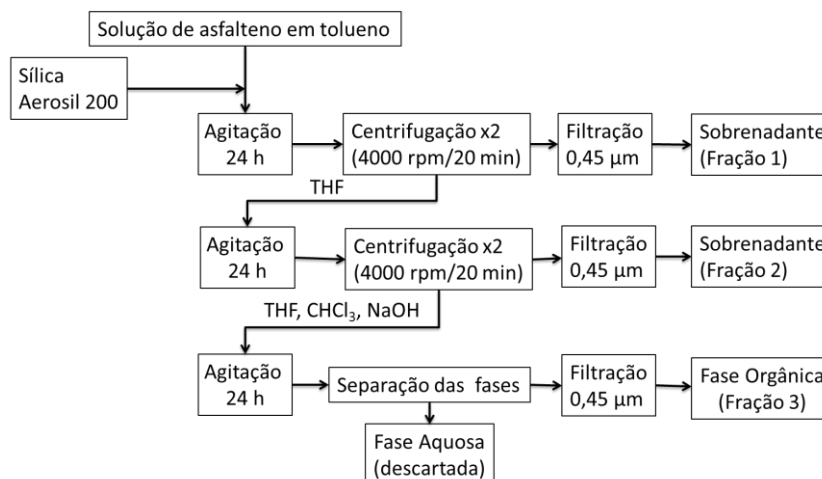 Solução de asfalteno em tolueno
Sílica
Aerosil 200
Agitação
24 h
Centrifugação x2
(4000 rpm/20 min)
Filtração
0,45 µm
Sobrenadante
(Fração 1)
THF
Agitação
24 h
Centrifugação x2
(4000 rpm/20 min)
Filtração
0,45 µm
Sobrenadante
(Fração 2)
THF, CHCl₃, NaOH
Agitação
24 h
Separação das fases
Filtração
0,45 µm
Fase Orgânica
(Fração 3)
Fase Aquosa
(descartada)